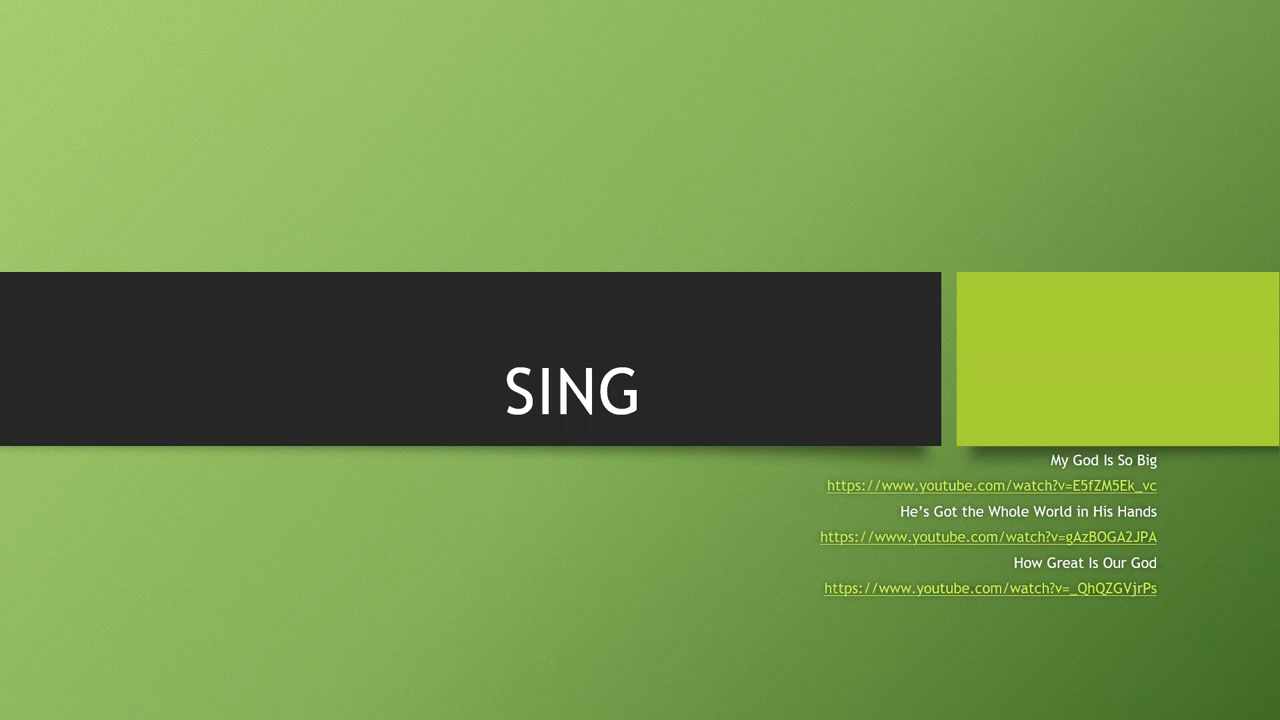 SING
My God Is So Big
https://www.youtube.com/watch?v=E5fZM5Ek_vc
He’s Got the Whole World in His Hands
https://www.youtube.com/watch?v=gAzBOGA2JPA
How Great Is Our God
https://www.youtube.com/watch?v=_QhQZGVjrPs